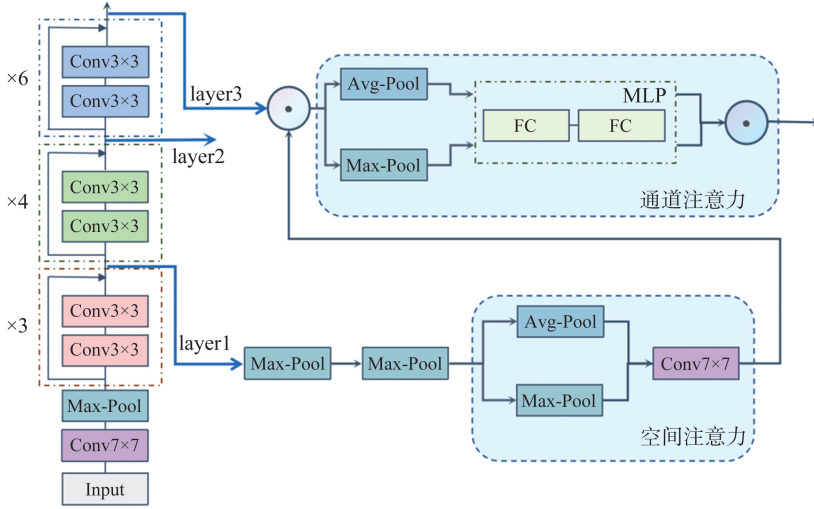 ×6
Conv3×3
Conv3×3
layer3
layer2
×4
Conv3×3
Conv3×3
×3
Conv3×3
Conv3×3
layer1
Max-Pool
Conv7×7
Input
Avg-Pool
Max-Pool
MLP
FC
FC
通道注意力
Max-Pool
Max-Pool
Avg-Pool
Max-Pool
Conv7×7
空间注意力